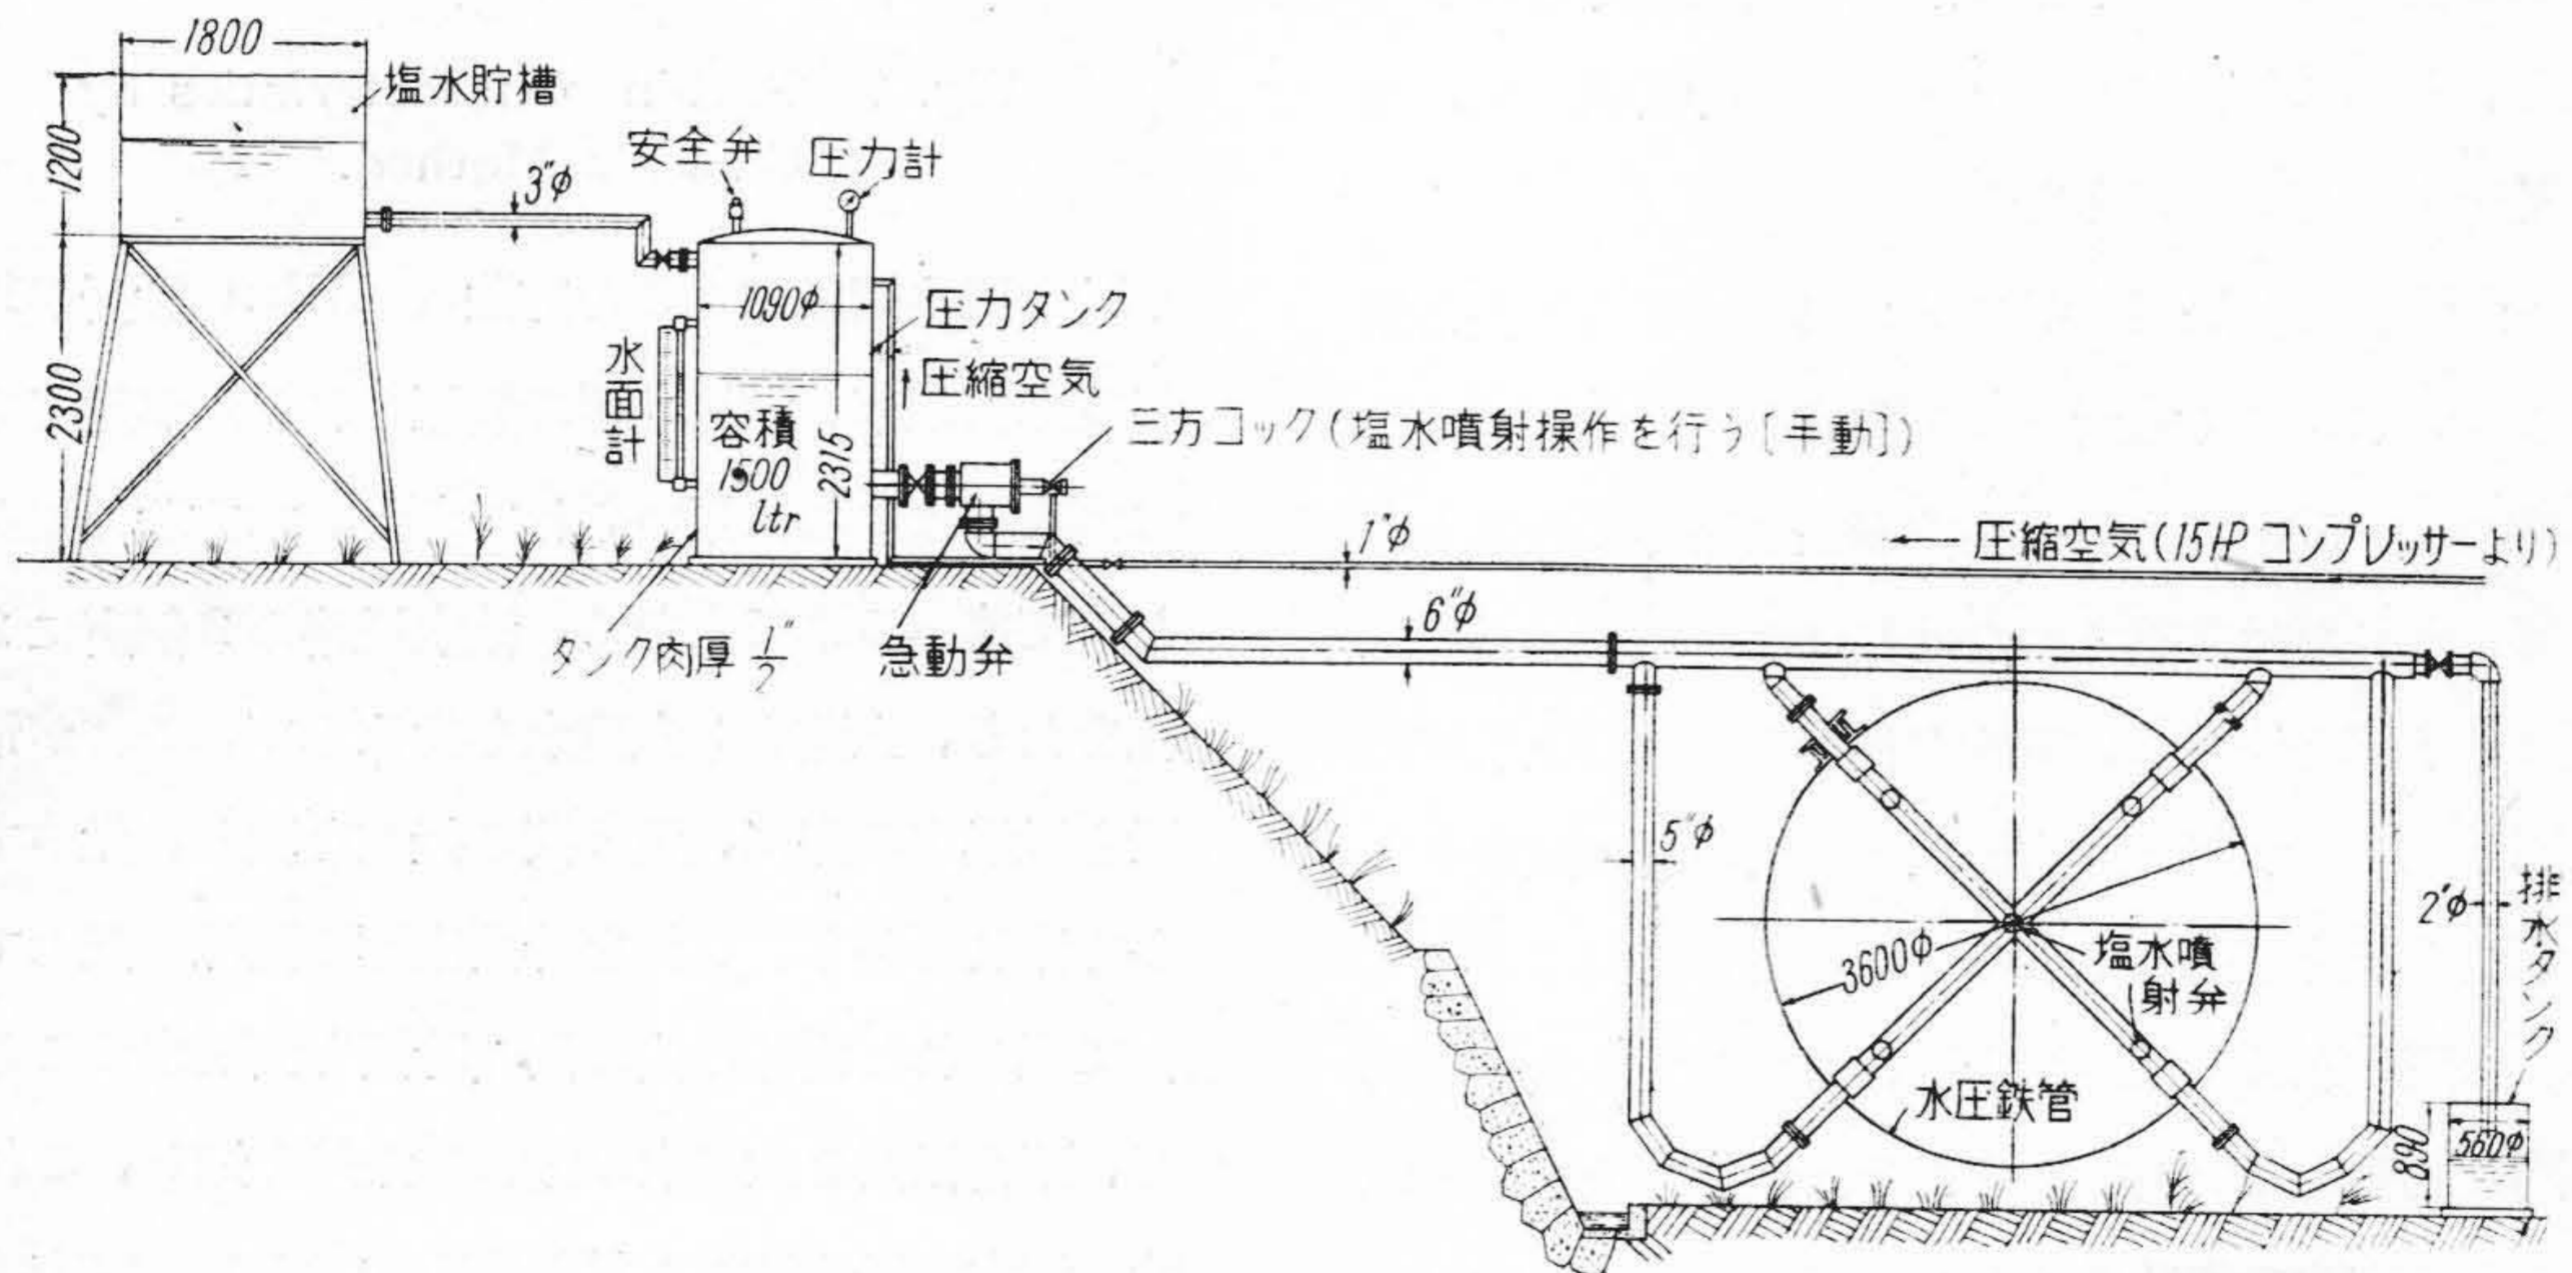 1800
塩水貯槽
1200
2300
3"φ
安全弁
圧力計
1090φ
圧力タンク
圧縮空気
水面計
容積
1500
ltr
2315
三方コック(塩水噴射操作を行う[手動])
1"φ
圧縮空気(15HPコンプレッサーより)
タンク肉厚 1/2"
急動弁
6"φ
5"φ
3600φ
塩水噴
射弁
水圧鉄管
2"φ
排水タンク
890
560φ